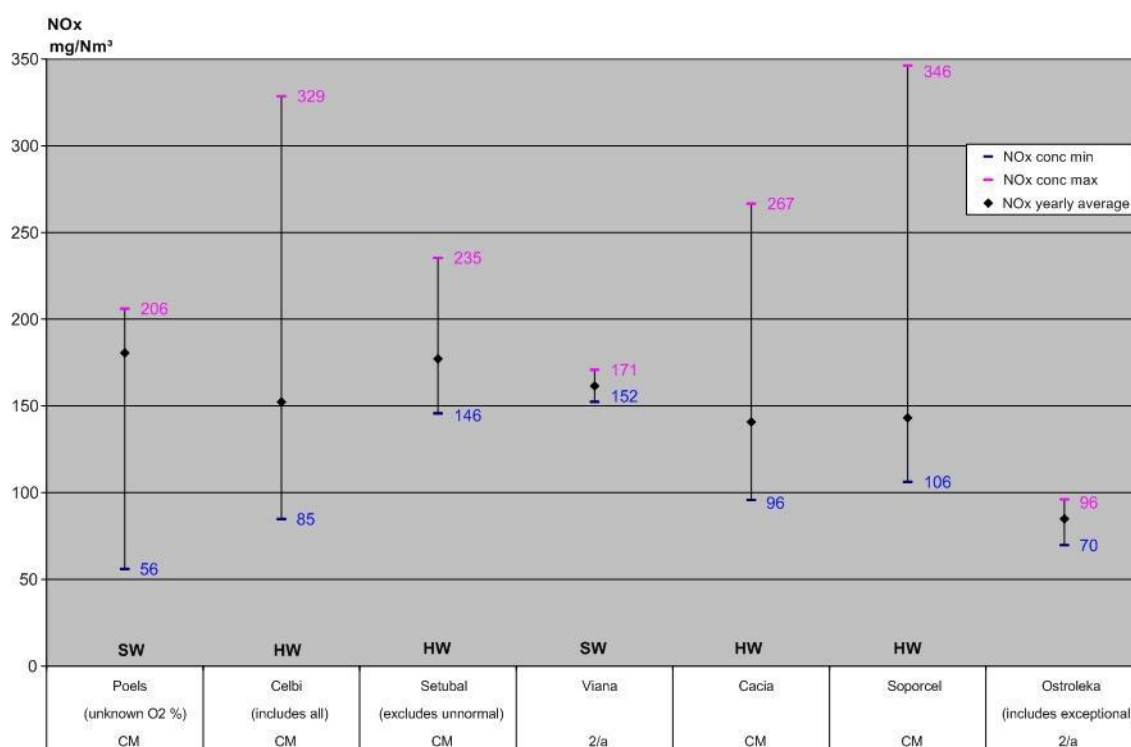 NOx
mg/Nm³
350
300
250
200
150
100
50
0
206
56
329
85
235
146
171
152
267
96
346
106
96
70
NOx conc min
NOx conc max
NOx yearly average
SW HW HW SW HW HW
Poels Celbi Setubal Viana Cacia Soporcel Ostroleka
(unknown O2 %) (includes all) (excludes unnormal) (includes exceptional
CM CM CM 2/a CM CM 2/a